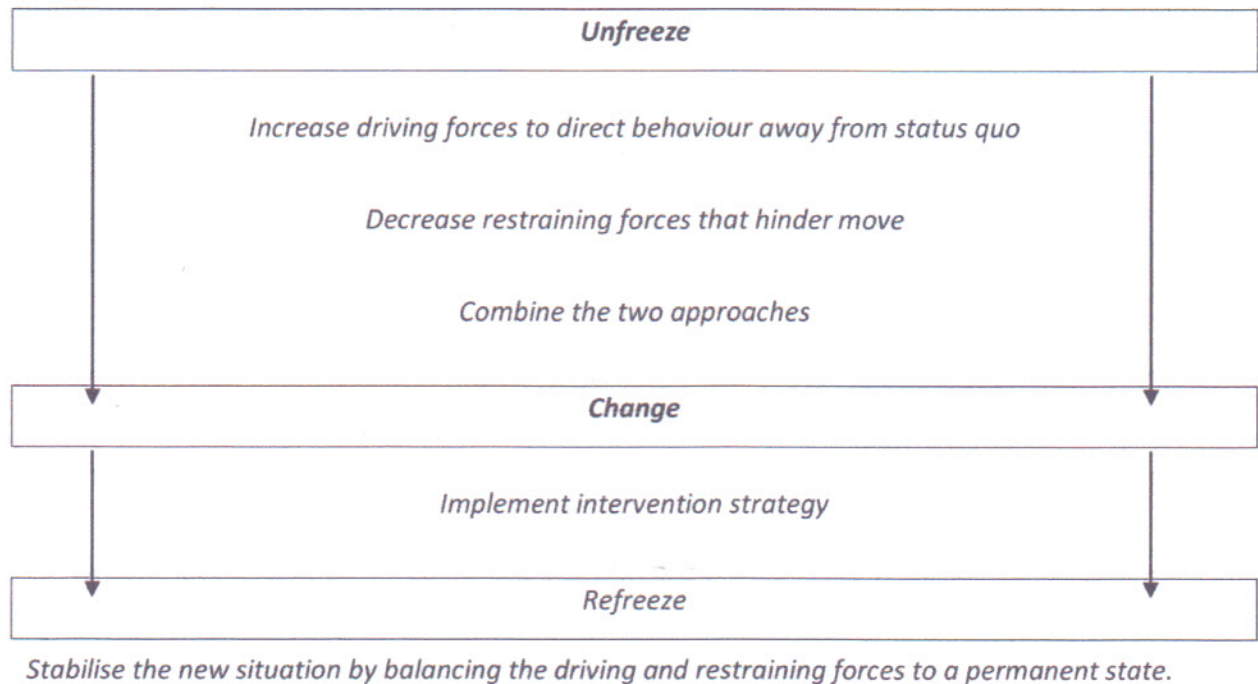 Unfreeze
Increase driving forces to direct behaviour away from status quo
Decrease restraining forces that hinder move
Combine the two approaches
Change
Implement intervention strategy
Refreeze
Stabilise the new situation by balancing the driving and restraining forces to a permanent state.